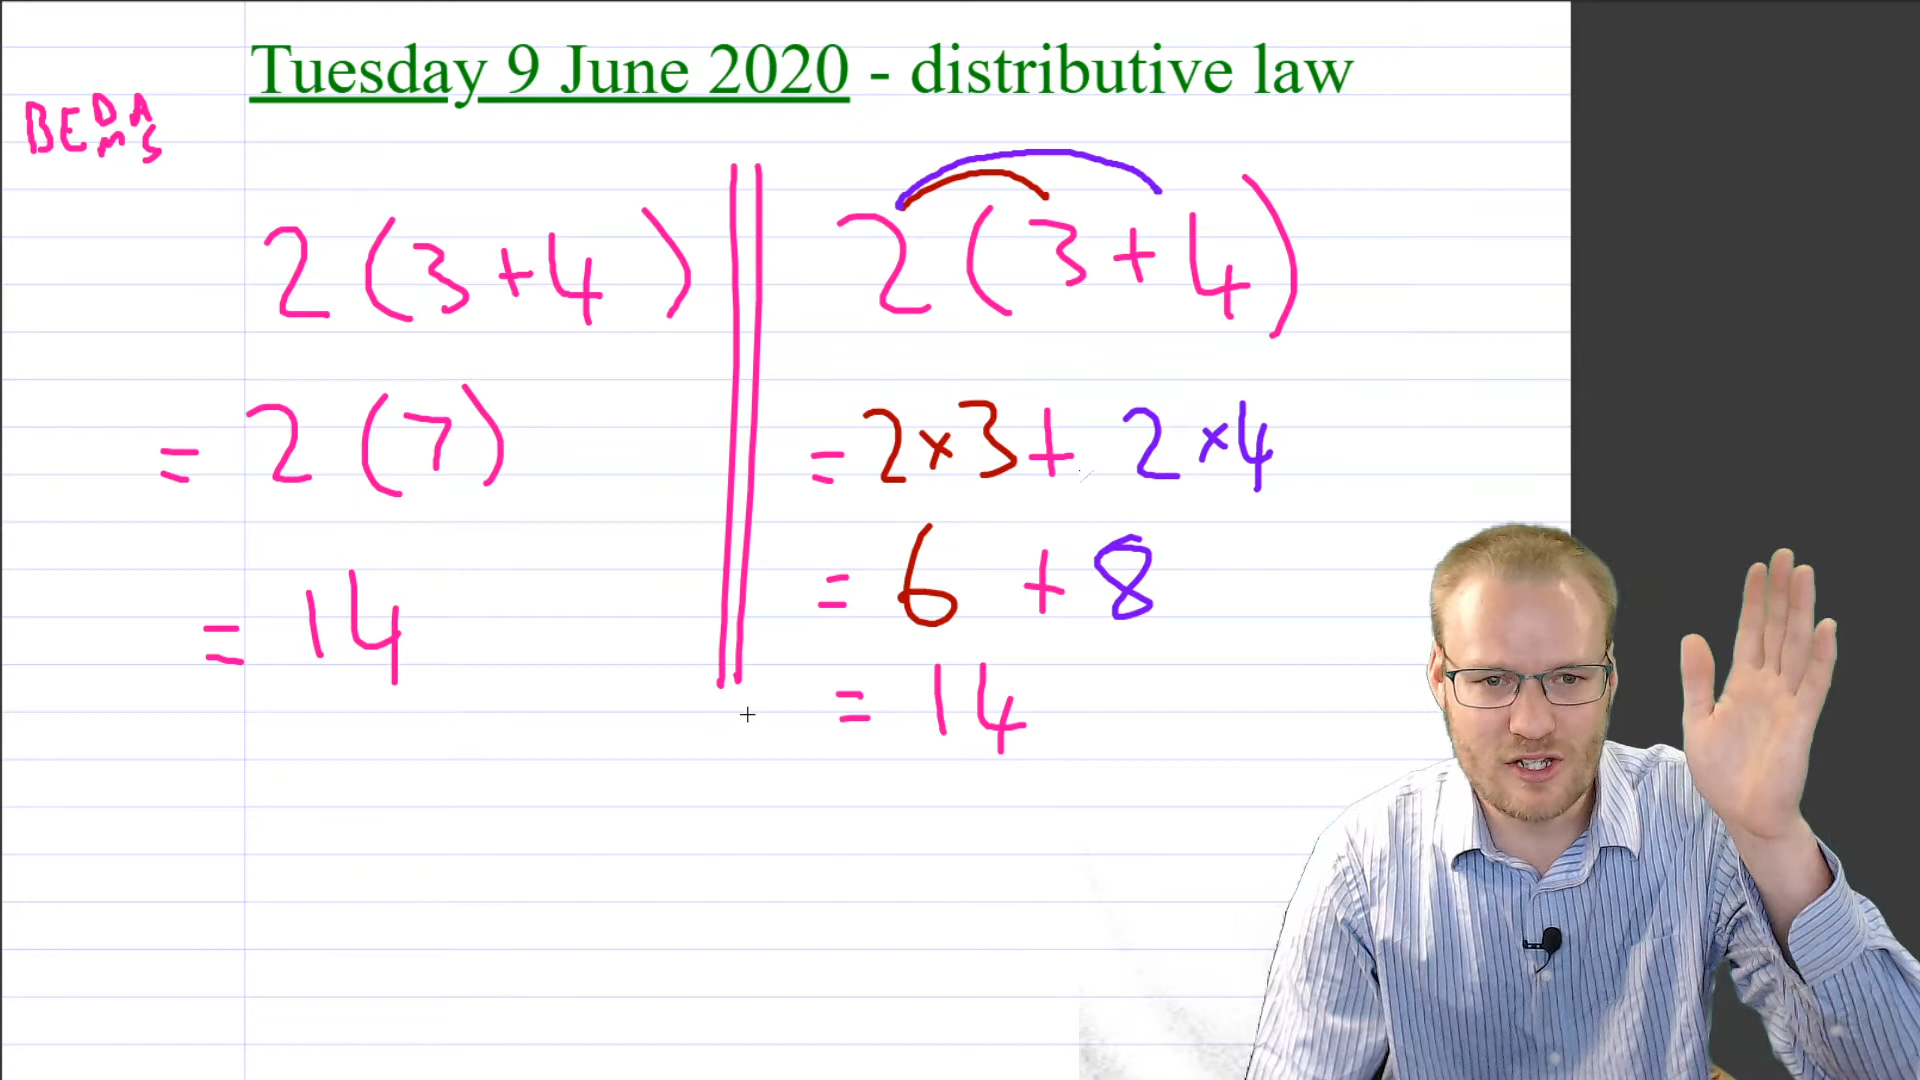 Tuesday 9 June 2020 - distributive law
BEDMAS
2(3+4)
= 2(7)
= 14
2(3+4)
= 2×3 + 2×4
= 6 + 8
= 14